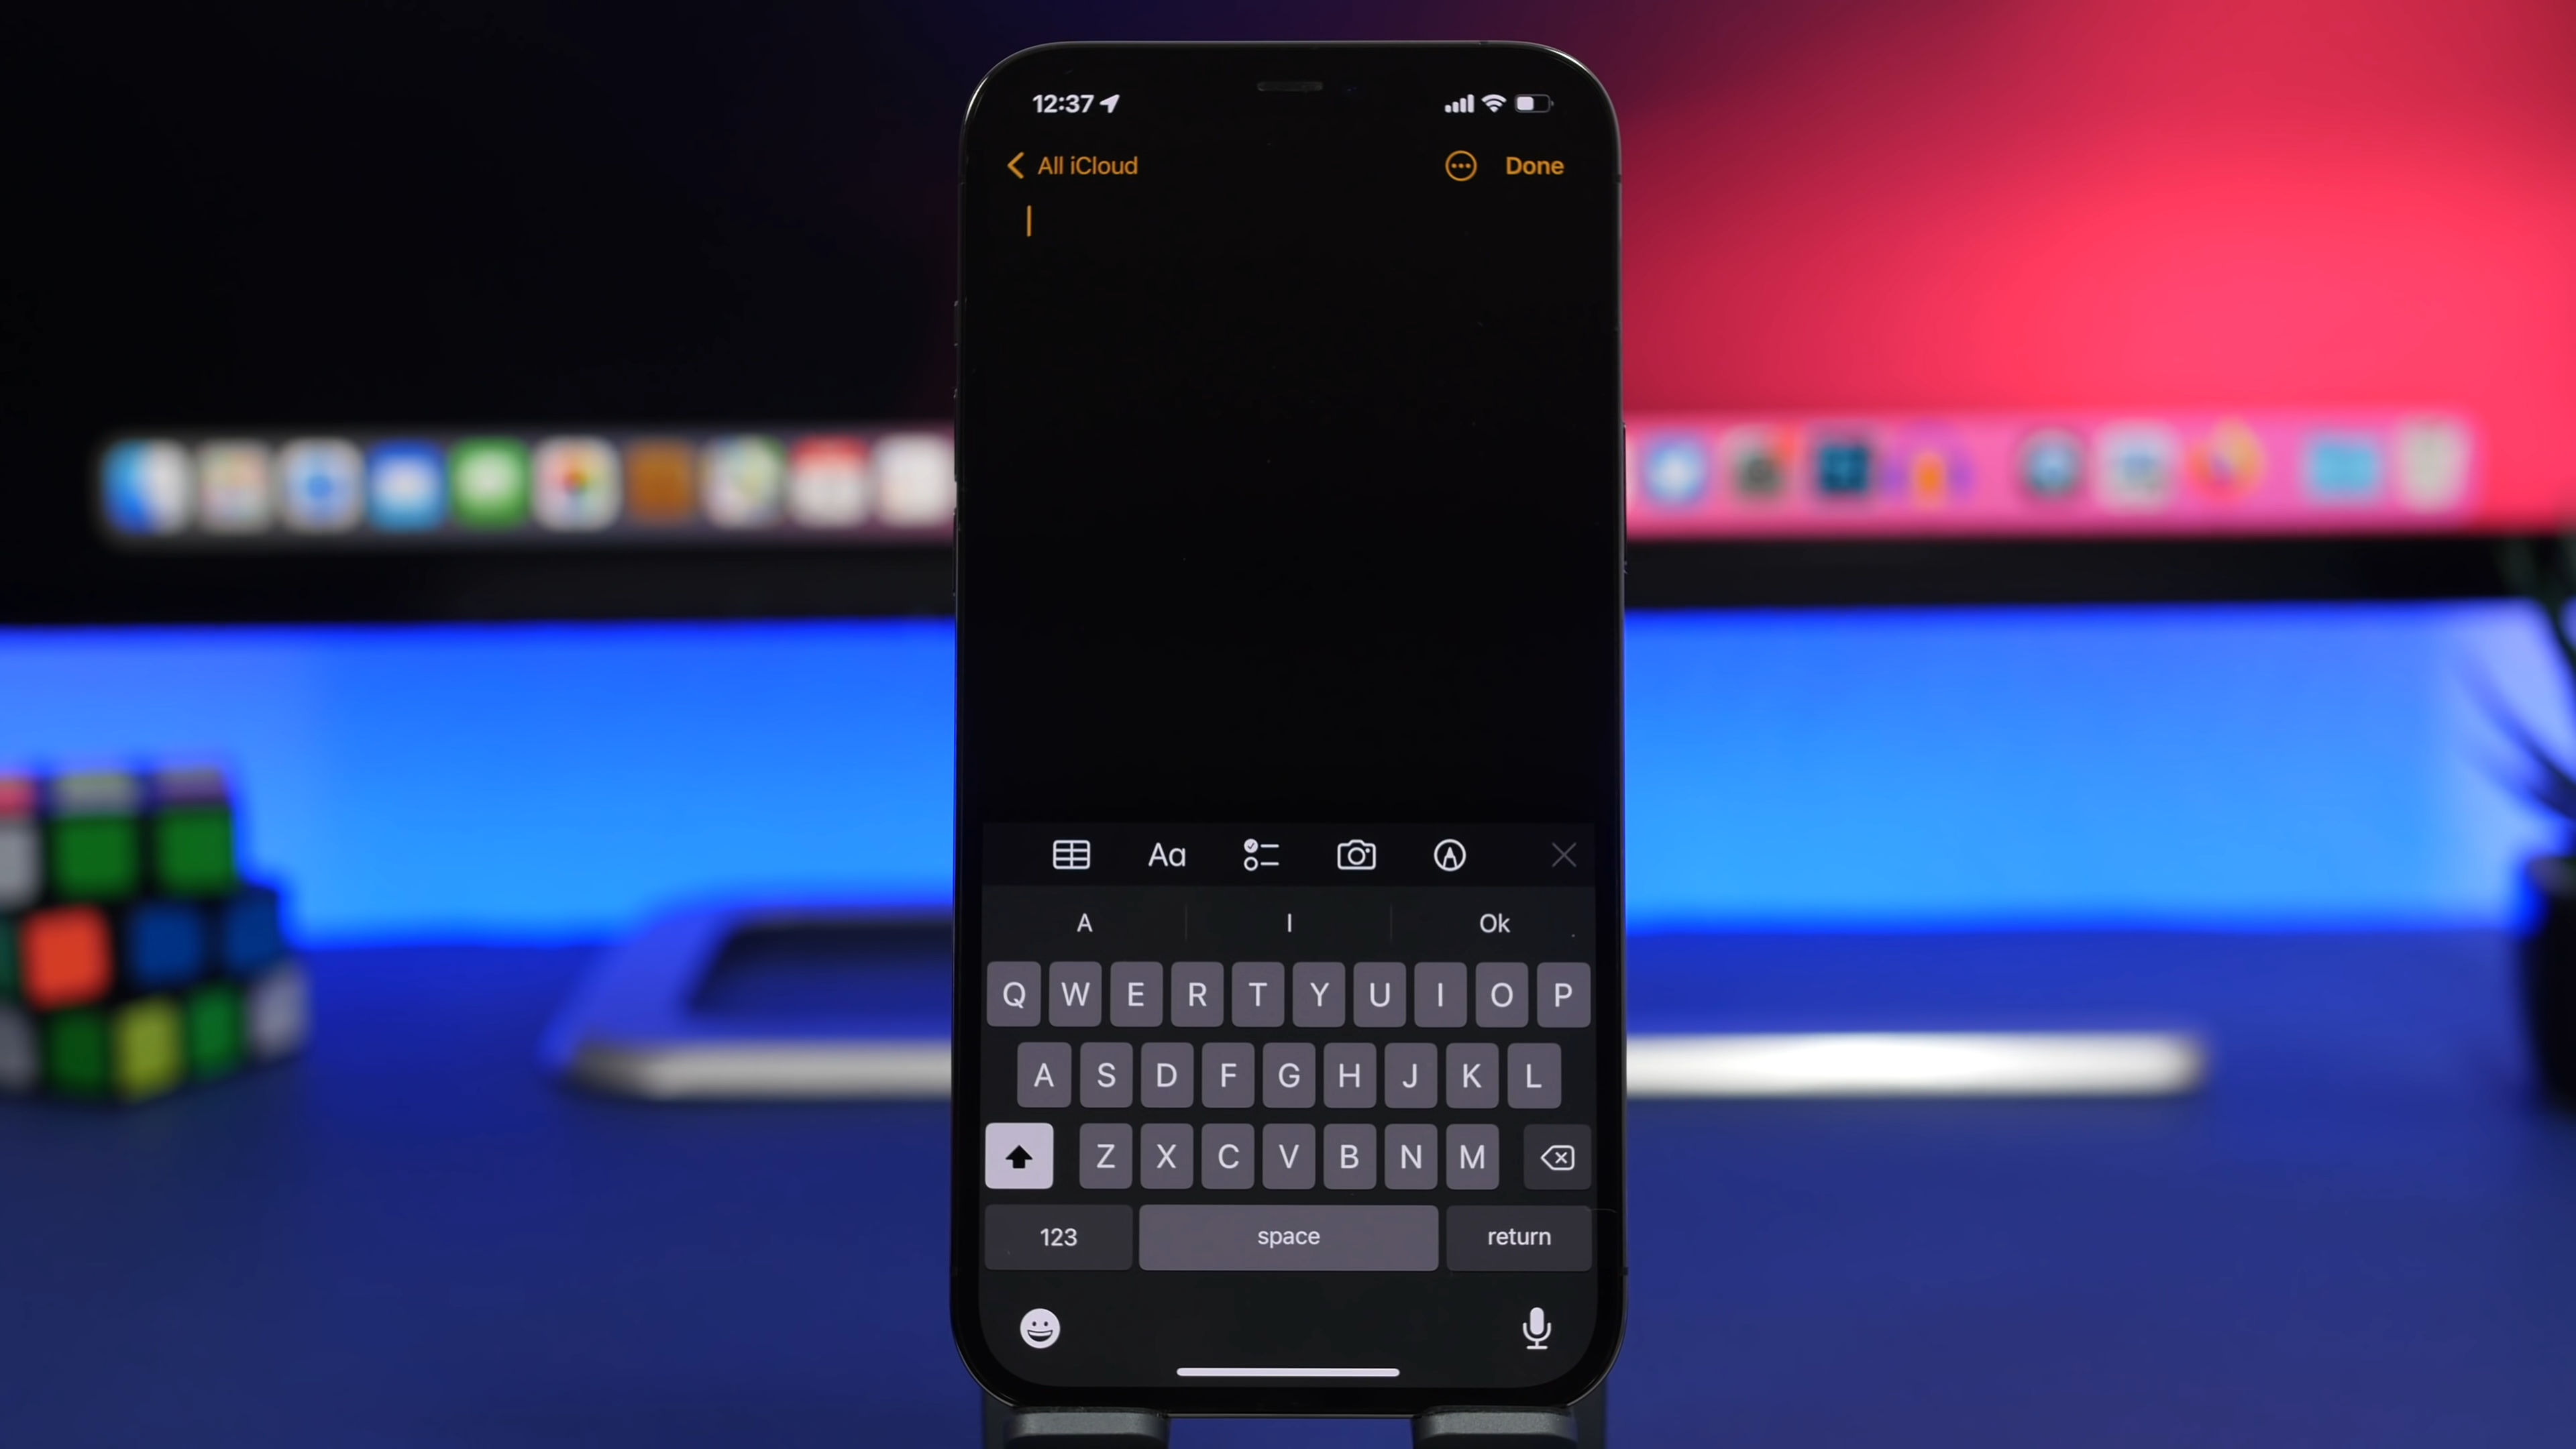 12:37
All iCloud Done
Aa
A I Ok
Q W E R T Y U I O P
A S D F G H J K L
Z X C V B N M
123 space return